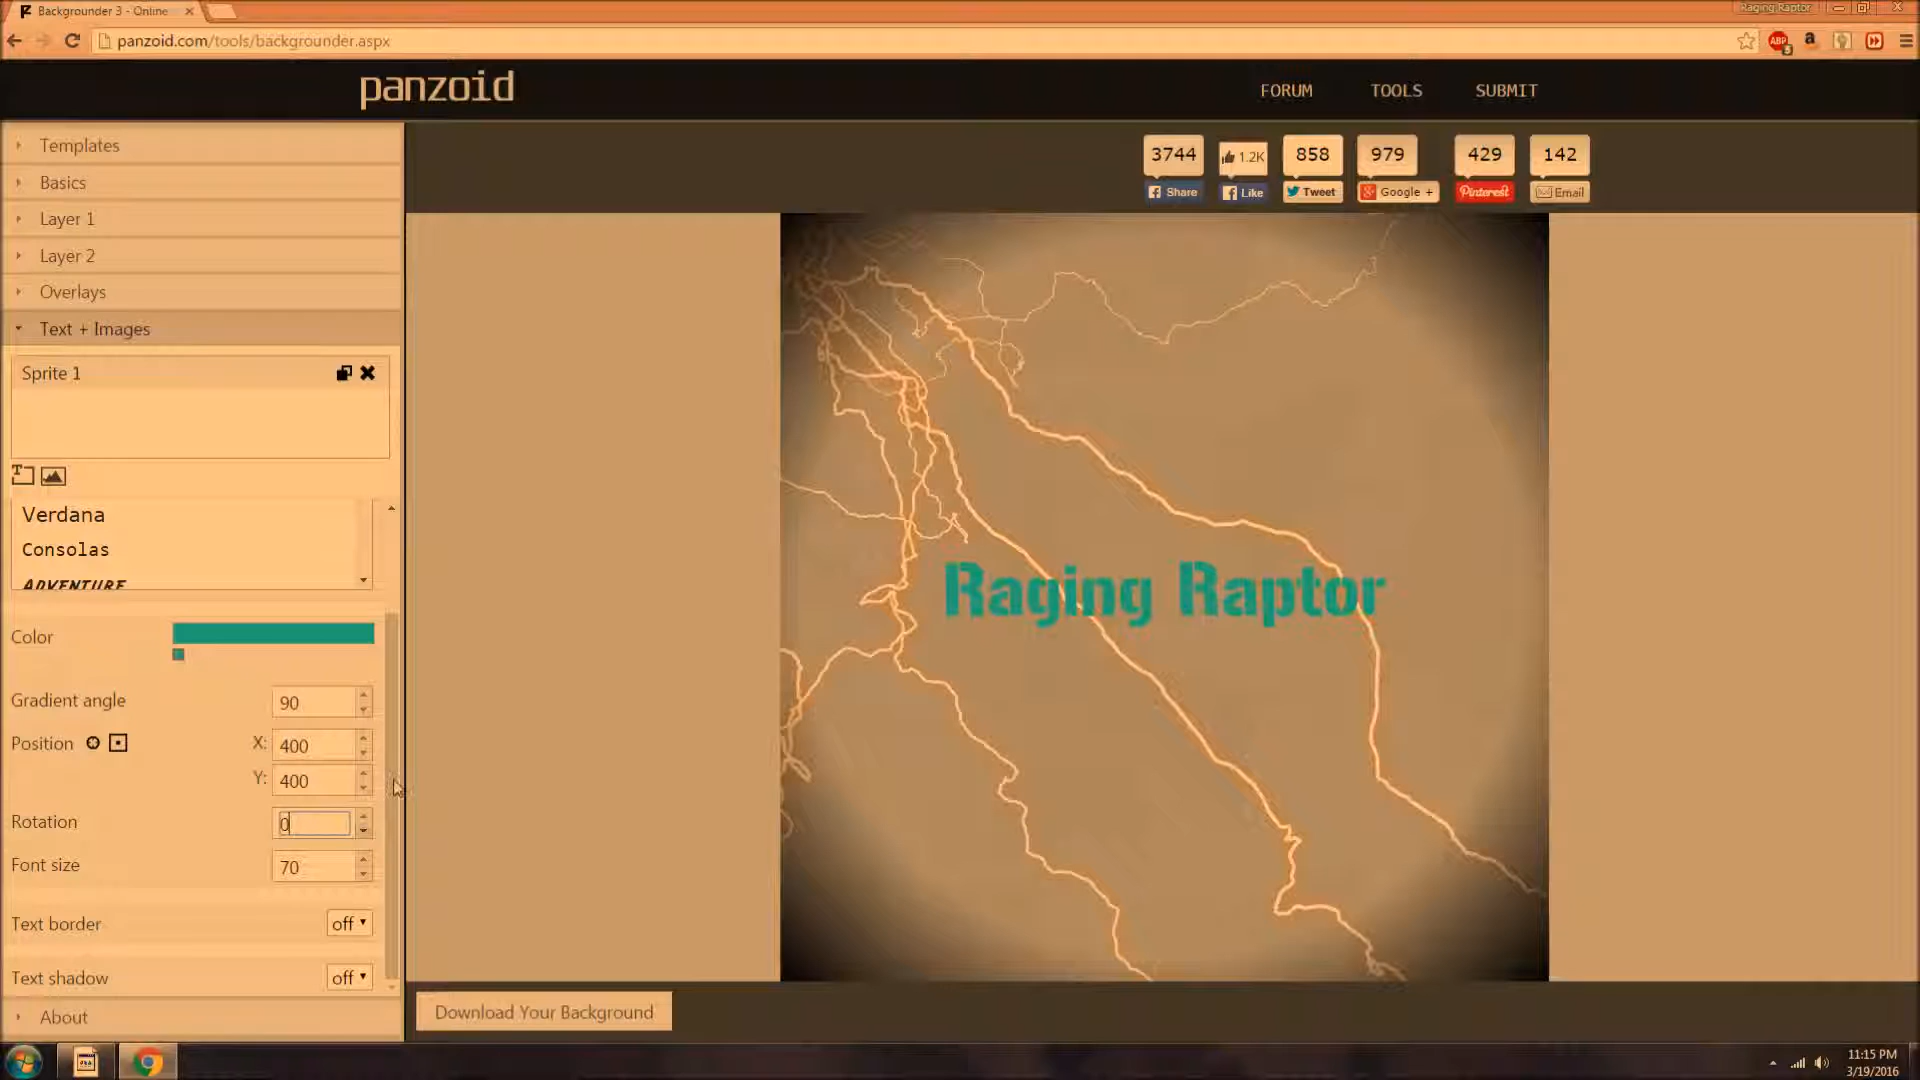 Backgrounder 3 - Online
Raging Raptor
panzoid.com/tools/backgrounder.aspx
ABP
panzoid
FORUM
TOOLS
SUBMIT
3744
1.2K
858
979
429
142
Share
Like
Tweet
Google +
Pinterest
Email
Templates
Basics
Layer 1
Layer 2
Overlays
Text + Images
Sprite 1
Verdana
Consolas
ADVENTURE
Color
Gradient angle
90
Position
X:
400
Y:
400
Rotation
0
Font size
70
Text border
off
Text shadow
off
About
Raging Raptor
Download Your Background
11:15 PM
3/19/2016